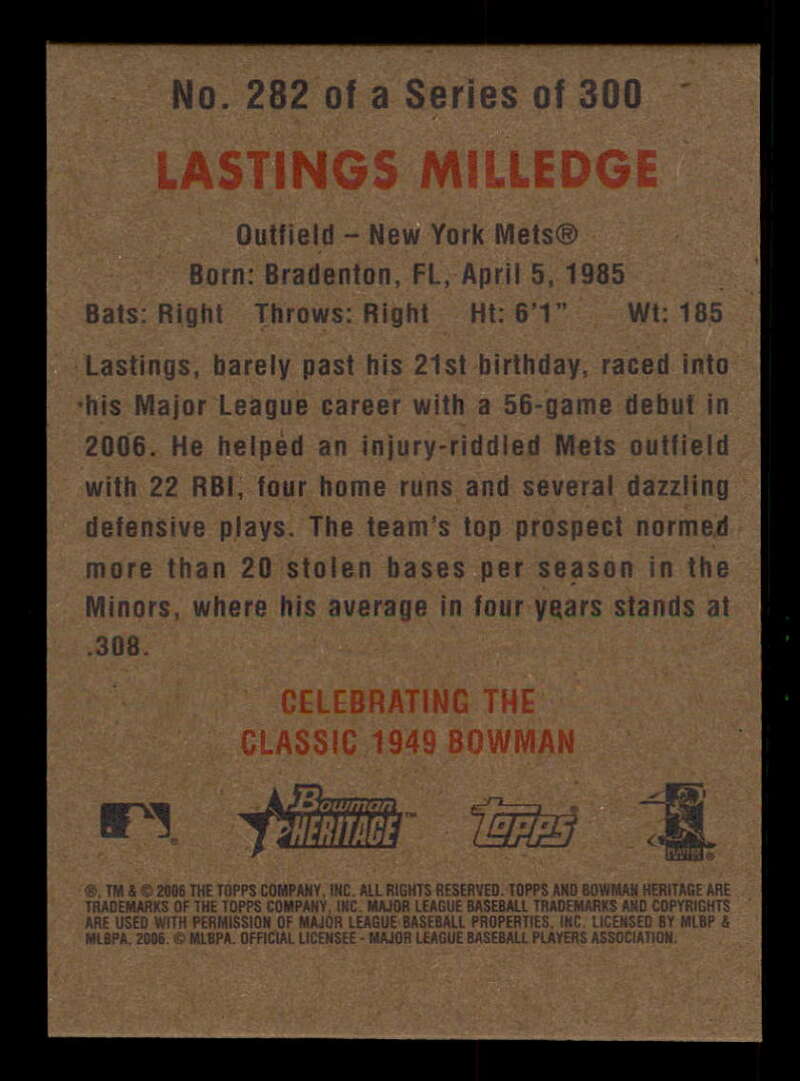 No. 282 of a Series of 300
LASTINGS MILLEDGE
Outfield – New York Mets®
Born: Bradenton, FL, April 5, 1985
Bats: Right Throws: Right Ht: 6'1" Wt: 185
Lastings, barely past his 21st birthday, raced into
his Major League career with a 56-game debut in
2006. He helped an injury-riddled Mets outfield
with 22 RBI, four home runs and several dazzling
defensive plays. The team's top prospect normed
more than 20 stolen bases per season in the
Minors, where his average in four years stands at
.308.
CELEBRATING THE
CLASSIC 1949 BOWMAN
Bowman
HERITAGE™
Topps®
®, TM & © 2006 THE TOPPS COMPANY, INC. ALL RIGHTS RESERVED. TOPPS AND BOWMAN HERITAGE ARE
TRADEMARKS OF THE TOPPS COMPANY, INC. MAJOR LEAGUE BASEBALL TRADEMARKS AND COPYRIGHTS
ARE USED WITH PERMISSION OF MAJOR LEAGUE BASEBALL PROPERTIES, INC. LICENSED BY MLBP &
MLBPA. 2006. © MLBPA. OFFICIAL LICENSEE - MAJOR LEAGUE BASEBALL PLAYERS ASSOCIATION.